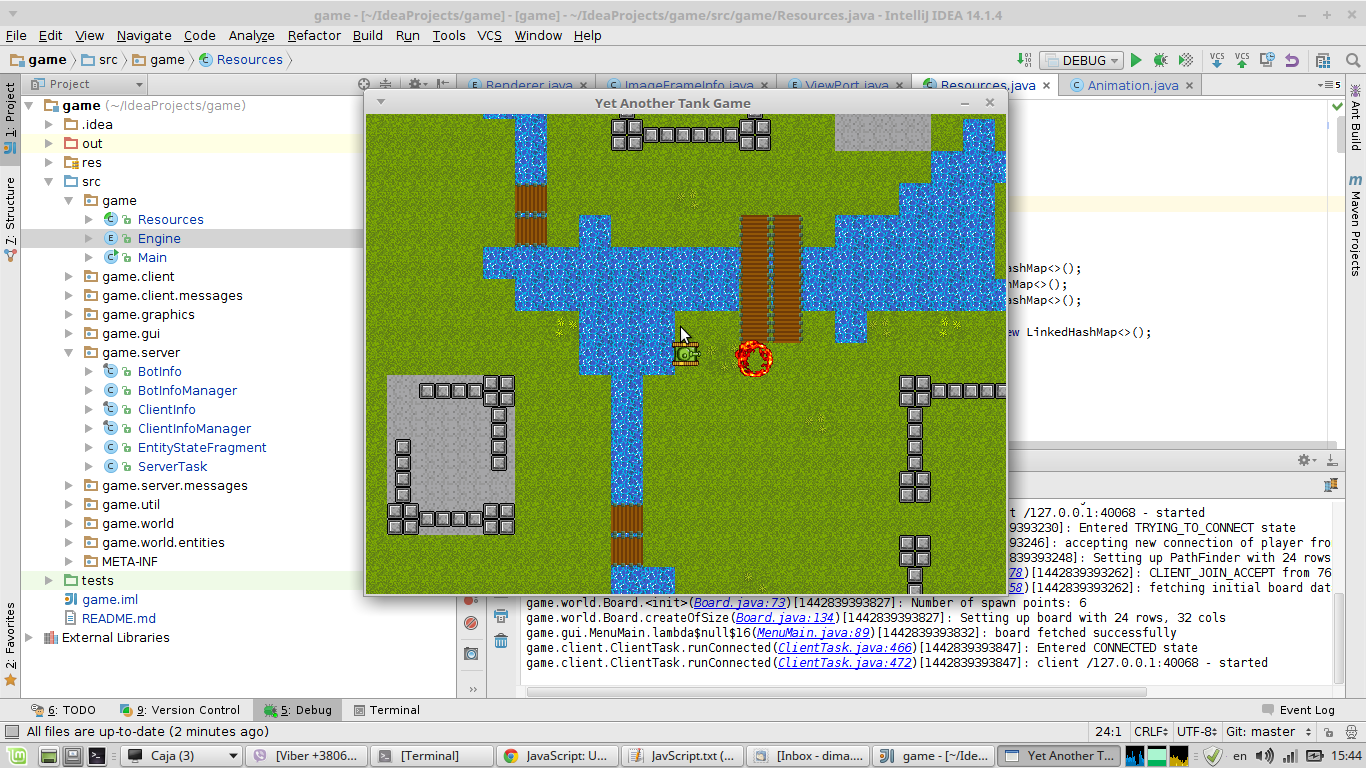 game - [~/IdeaProjects/game] - [game] - ~/IdeaProjects/game/src/game/Resources.java - IntelliJ IDEA 14.1.4
File Edit View Navigate Code Analyze Refactor Build Run Tools VCS Window Help
game src game Resources DEBUG VCS VCS
Project
Renderer.java ImageFrameInfo.java ViewPort.java Resources.java Animation.java 5
Yet Another Tank Game
1: Project
7: Structure
2: Favorites
Ant Build
m Maven Projects
game (~/IdeaProjects/game)
.idea
out
res
src
game
Resources
Engine
Main
game.client
game.client.messages
game.graphics
game.gui
game.server
BotInfo
BotInfoManager
ClientInfo
ClientInfoManager
EntityStateFragment
ServerTask
game.server.messages
game.util
game.world
game.world.entities
META-INF
tests
game.iml
README.md
External Libraries
ashMap<>();
Map<>();
ashMap<>();
ew LinkedHashMap<>();
t /127.0.0.1:40068 - started
39393230]: Entered TRYING_TO_CONNECT state
393246]: accepting new connection of player fro
839393248]: Setting up PathFinder with 24 rows
78)[1442839393262]: CLIENT_JOIN_ACCEPT from 76
58)[1442839393262]: fetching initial board dat
game.world.Board.<init>(Board.java:73)[1442839393827]: Number of spawn points: 6
game.world.Board.createOfSize(Board.java:134)[1442839393827]: Setting up board with 24 rows, 32 cols
game.gui.MenuMain.lambda$null$16(MenuMain.java:89)[1442839393832]: board fetched successfully
game.client.ClientTask.runConnected(ClientTask.java:466)[1442839393847]: Entered CONNECTED state
game.client.ClientTask.runConnected(ClientTask.java:472)[1442839393847]: client /127.0.0.1:40068 - started
6: TODO 9: Version Control 5: Debug Terminal Event Log
All files are up-to-date (2 minutes ago) 24:1 CRLF UTF-8 Git: master
Caja (3) [Viber +3806... [Terminal] JavaScript: U... JavScript.txt (... [Inbox - dima.... game - [~/Ide... Yet Another T... en 15:44